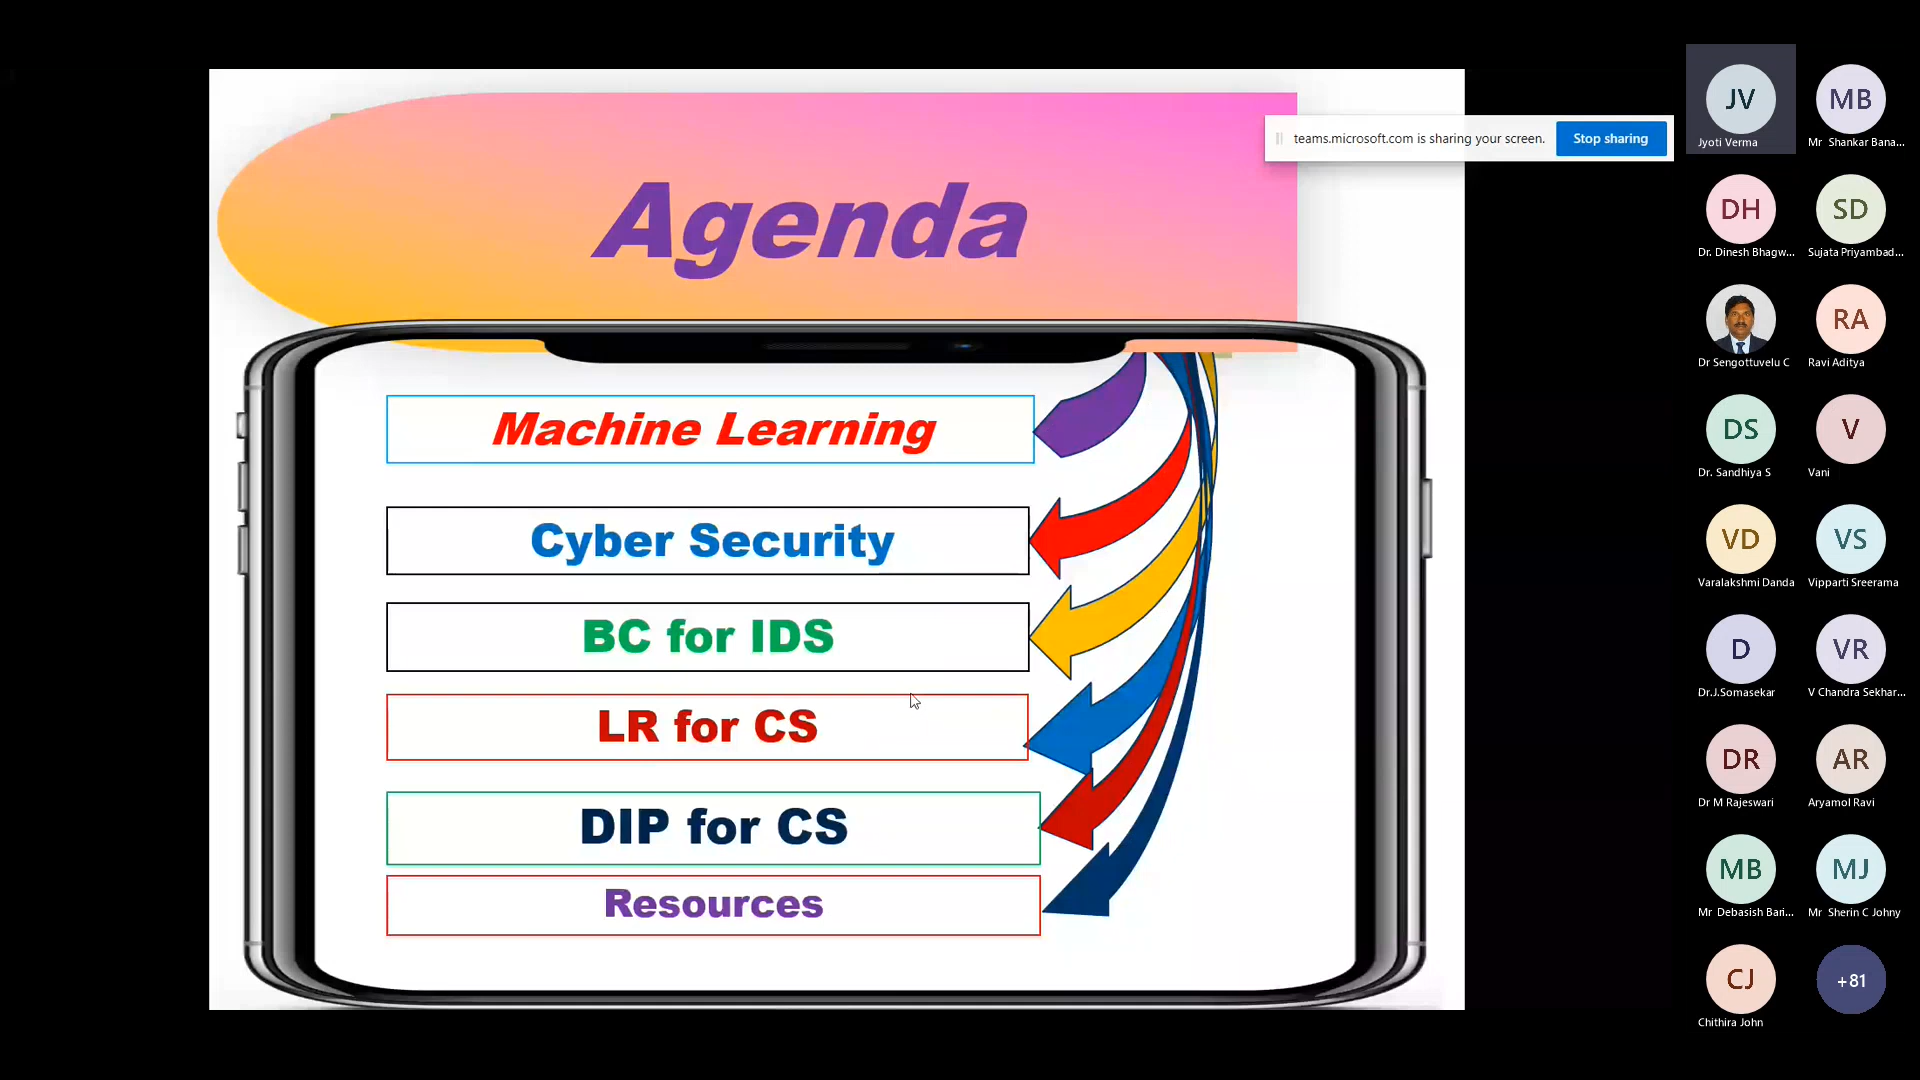 Agenda
Machine Learning
Cyber Security
BC for IDS
LR for CS
DIP for CS
Resources
teams.microsoft.com is sharing your screen.
Stop sharing
JV
Jyoti Verma
MB
Mr Shankar Bana...
DH
Dr. Dinesh Bhagw...
SD
Sujata Priyambad...
Dr Sengottuvelu C
RA
Ravi Aditya
DS
Dr. Sandhiya S
V
Vani
VD
Varalakshmi Danda
VS
Vipparti Sreerama
D
Dr.J.Somasekar
VR
V Chandra Sekhar...
DR
Dr M Rajeswari
AR
Aryamol Ravi
MB
Mr Debasish Bari...
MJ
Mr Sherin C Johny
CJ
Chithira John
+81